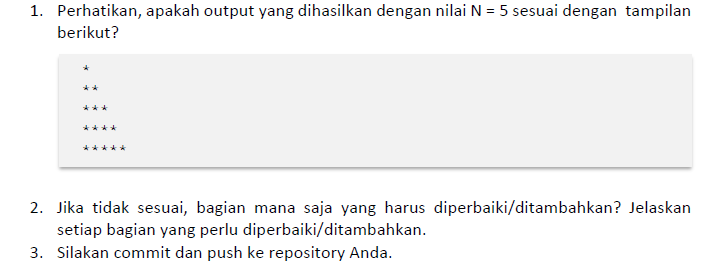 1. Perhatikan, apakah output yang dihasilkan dengan nilai N = 5 sesuai dengan tampilan
berikut?
*
**
***
****
*****
2. Jika tidak sesuai, bagian mana saja yang harus diperbaiki/ditambahkan? Jelaskan
setiap bagian yang perlu diperbaiki/ditambahkan.
3. Silakan commit dan push ke repository Anda.